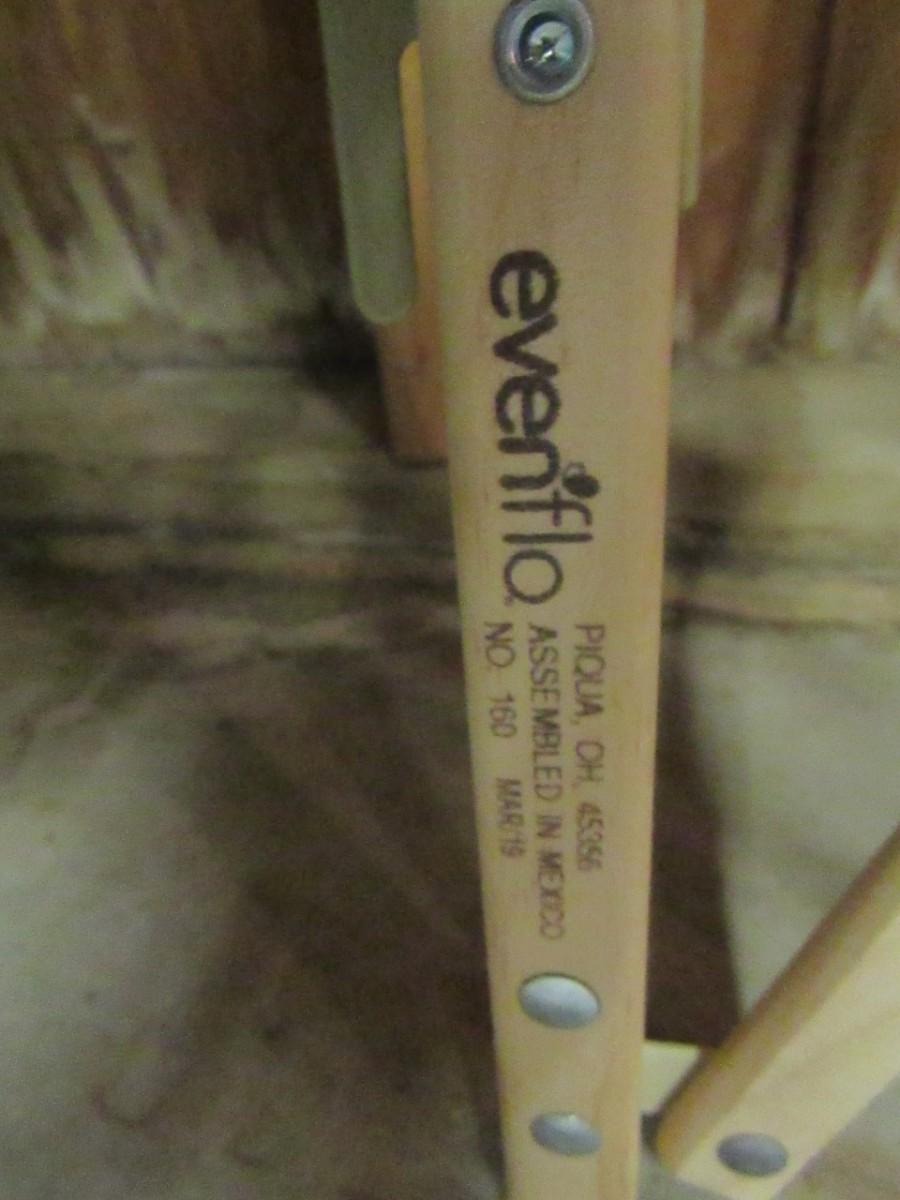 evenflo
PIQUA, OH, 45356
ASSEMBLED IN MEXICO
NO. 160 MAR/19